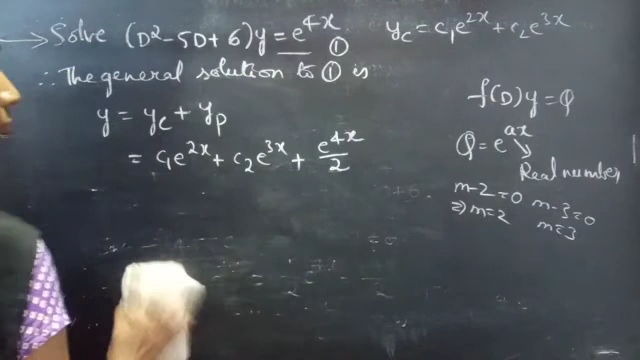 → Solve (D²-5D+6)y = e^{4x} ①
y_c = c₁e^{2x} + c₂e^{3x}
∴ The general solution to ① is
y = y_c + y_p
= c₁e^{2x} + c₂e^{3x} + e^{4x}/2
f(D)y = Q
Q = e^{ax}
Real number
m-2=0
⇒ m=2
m-3=0
m=3